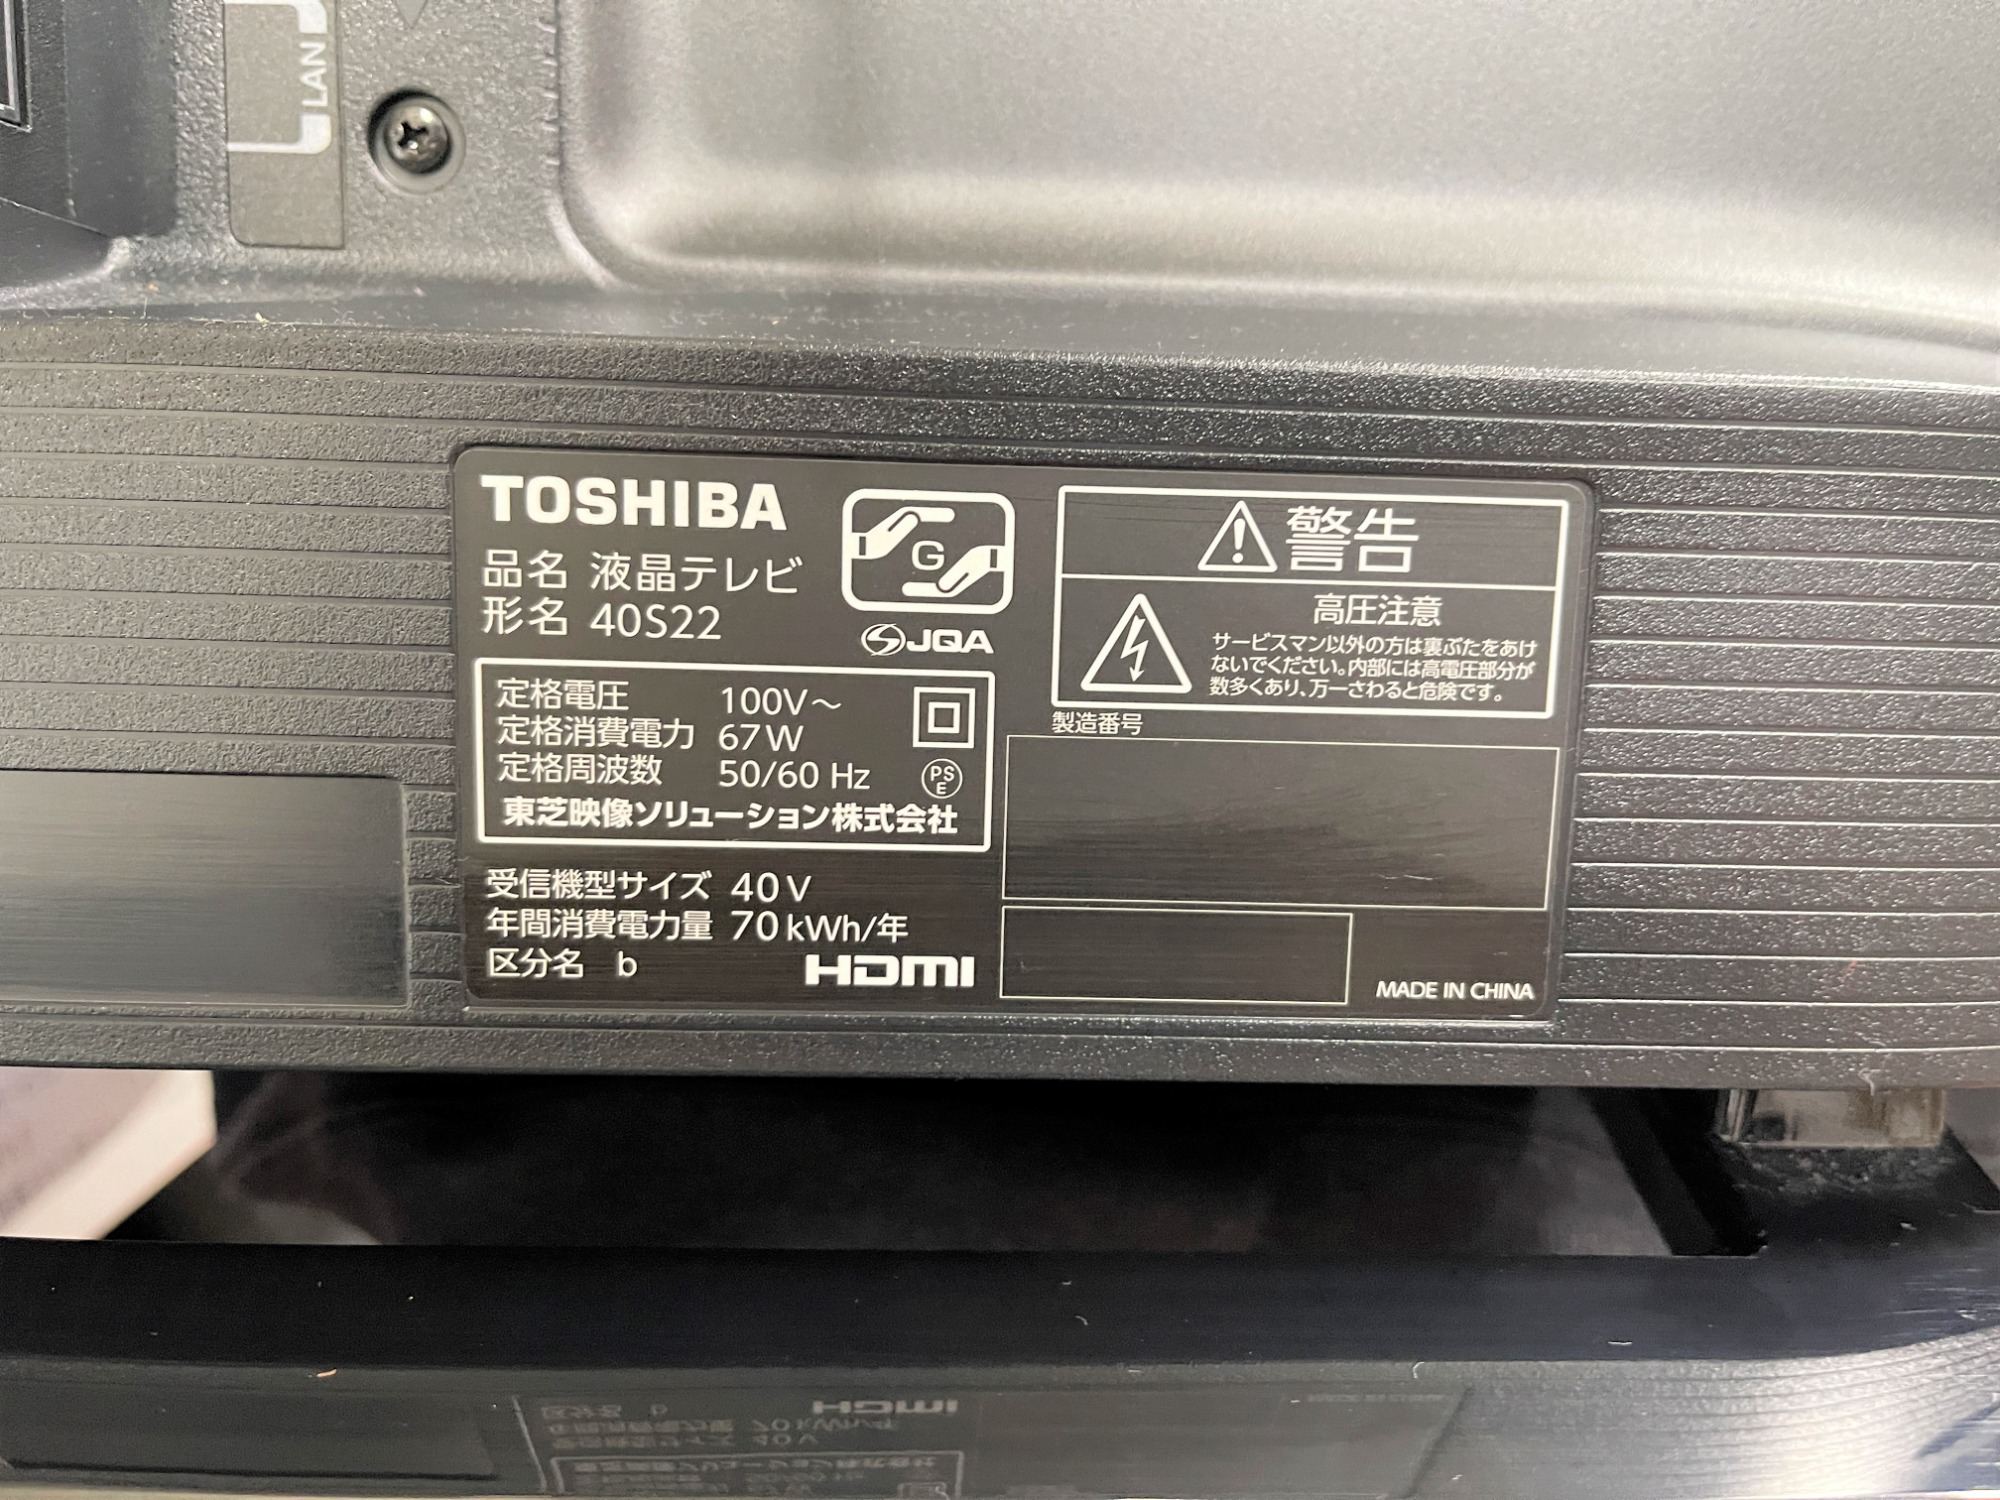 LAN
TOSHIBA
品名 液晶テレビ
形名 40S22
G
JQA
定格電圧 100V～
定格消費電力 67W
定格周波数 50/60 Hz
PS
E
東芝映像ソリューション株式会社
受信機型サイズ 40V
年間消費電力量 70kWh/年
区分名 b
HDMI
警告
高圧注意
サービスマン以外の方は裏ぶたをあけ
ないでください。内部には高電圧部分が
数多くあり、万一さわると危険です。
製造番号
MADE IN CHINA